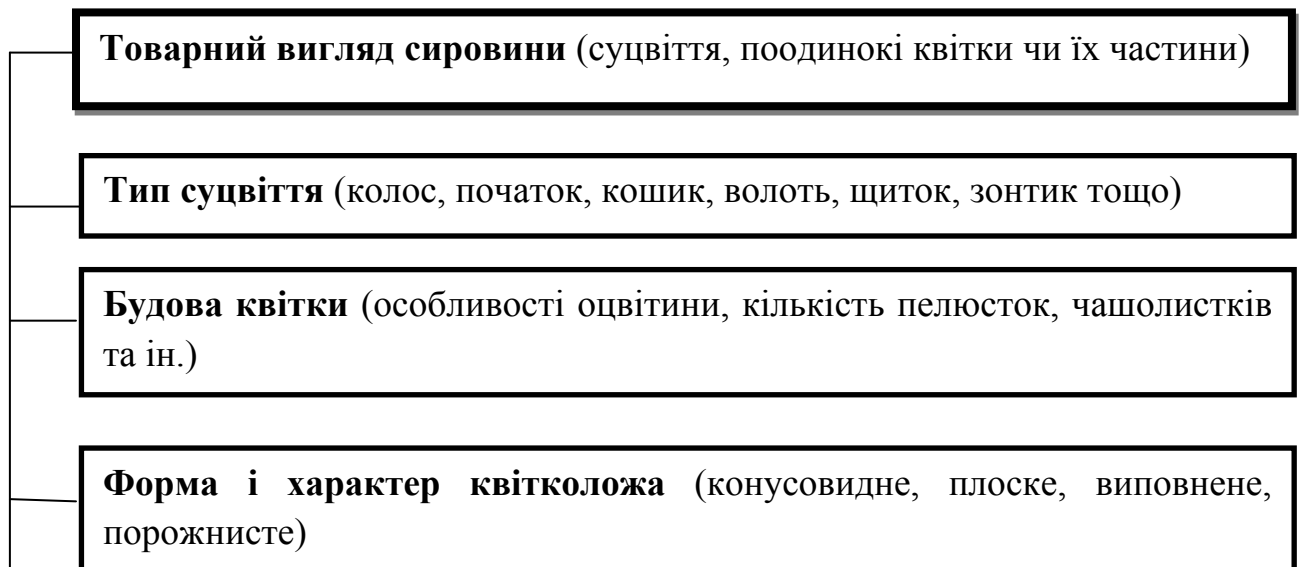 Товарний вигляд сировини (суцвіття, поодинокі квітки чи їх частини)
Тип суцвіття (колос, початок, кошик, волоть, щиток, зонтик тощо)
Будова квітки (особливості оцвітини, кількість пелюсток, чашолистків
та ін.)
Форма і характер квітколожа (конусовидне, плоске, виповнене,
порожнисте)